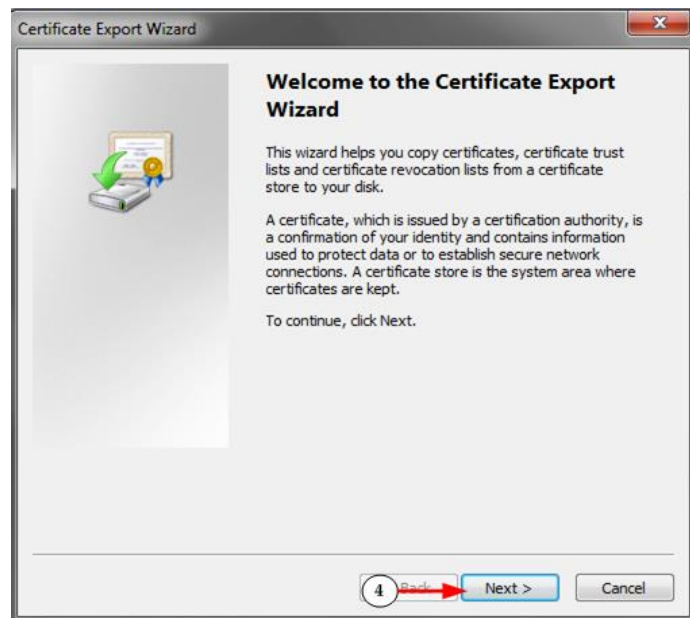 Certificate Export Wizard
Welcome to the Certificate Export
Wizard
This wizard helps you copy certificates, certificate trust
lists and certificate revocation lists from a certificate
store to your disk.
A certificate, which is issued by a certification authority, is
a confirmation of your identity and contains information
used to protect data or to establish secure network
connections. A certificate store is the system area where
certificates are kept.
To continue, click Next.
4 Back Next > Cancel